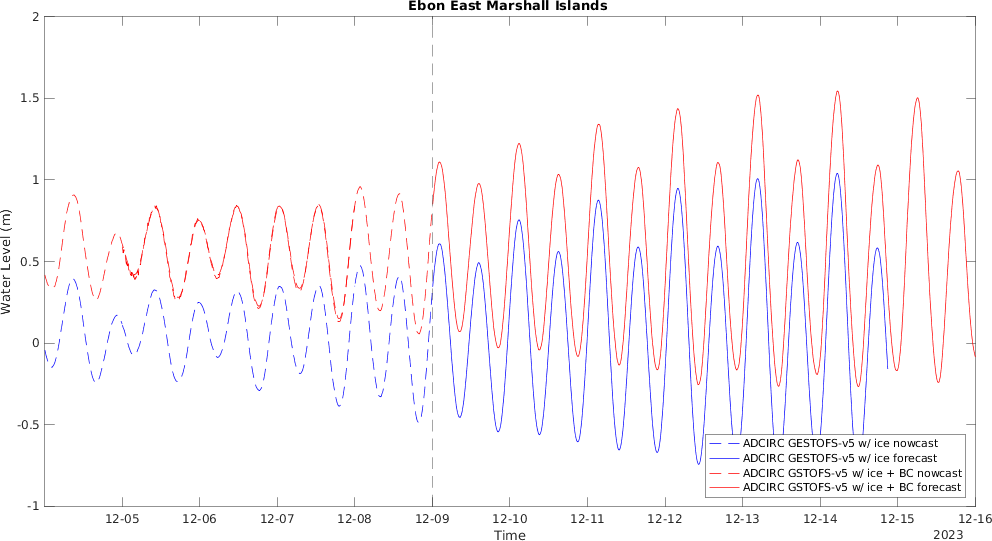 Ebon East Marshall Islands
2
1.5
1
0.5
0
-0.5
-1
Water Level (m)
ADCIRC GESTOFS-v5 w/ ice nowcast
ADCIRC GESTOFS-v5 w/ ice forecast
ADCIRC GSTOFS-v5 w/ ice + BC nowcast
ADCIRC GSTOFS-v5 w/ ice + BC forecast
12-05 12-06 12-07 12-08 12-09 12-10 12-11 12-12 12-13 12-14 12-15 12-16
Time
2023